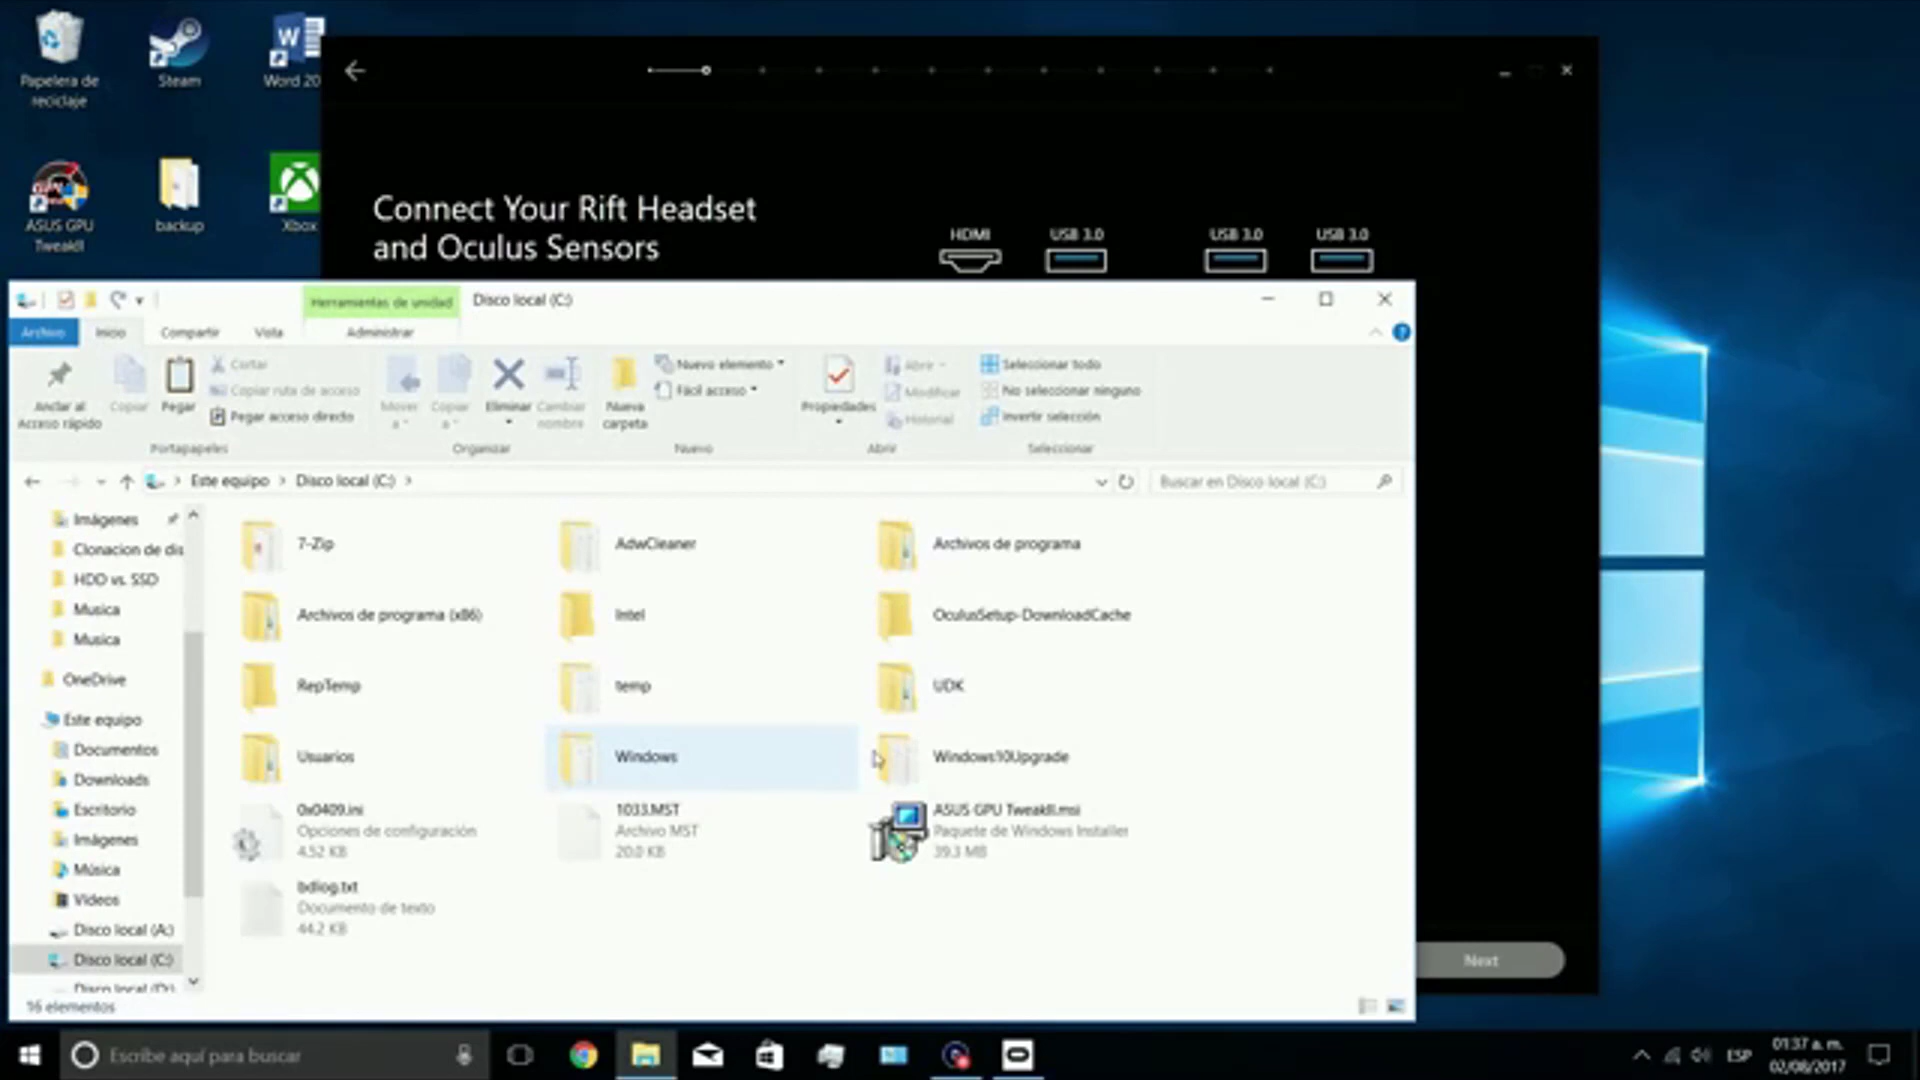 Papelera de
reciclaje
Steam
Word 20
ASUS GPU
TweakII
backup
Xbox
Connect Your Rift Headset
and Oculus Sensors
HDMI
USB 3.0
USB 3.0
USB 3.0
Herramientas de unidad
Disco local (C:)
Archivo
Inicio
Compartir
Vista
Administrar
Anclar al
Acceso rápido
Copiar
Pegar
Cortar
Copiar ruta de acceso
Pegar acceso directo
Portapapeles
Mover
a
Copiar
a
Eliminar
Cambiar
nombre
Organizar
Nueva
carpeta
Nuevo elemento
Fácil acceso
Nuevo
Propiedades
Abrir
Modificar
Historial
Abrir
Seleccionar todo
No seleccionar ninguno
Invertir selección
Seleccionar
Este equipo
Disco local (C:)
Buscar en Disco local (C:)
Imágenes
Clonacion de dis
HDD vs. SSD
Musica
Musica
OneDrive
Este equipo
Documentos
Downloads
Escritorio
Imágenes
Música
Videos
Disco local (A:)
Disco local (C:)
Disco local (D:)
7-Zip
AdwCleaner
Archivos de programa
Archivos de programa (x86)
Intel
OculusSetup-DownloadCache
RepTemp
temp
UDK
Usuarios
Windows
Windows10Upgrade
0x0409.ini
Opciones de configuración
4.52 KB
1033.MST
Archivo MST
20.0 KB
ASUS GPU TweakII.msi
Paquete de Windows Installer
39.3 MB
bdlog.txt
Documento de texto
44.2 KB
16 elementos
Next
Escribe aquí para buscar
ESP
01:37 a. m.
02/08/2017